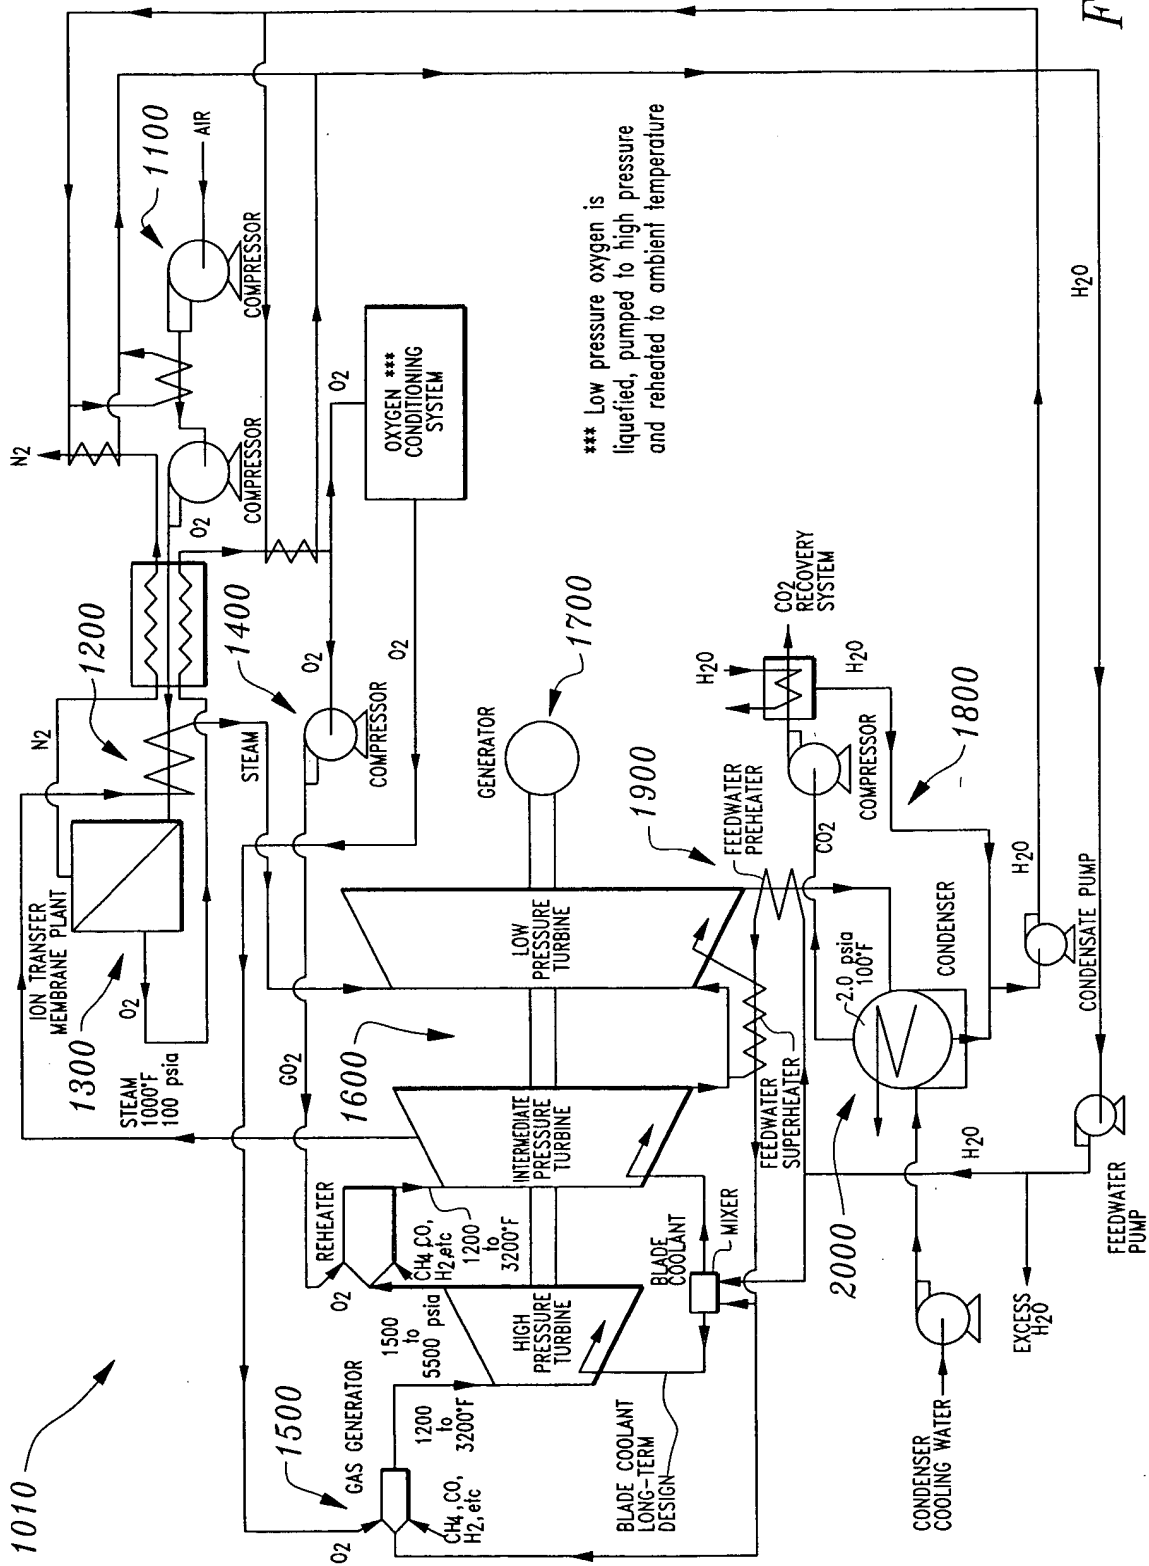 1010
1500
GAS GENERATOR
O2
CH4, CO,
H2, etc
1200
to
3200°F
1500
to
5500 psia
HIGH
PRESSURE
TURBINE
BLADE COOLANT
LONG-TERM
DESIGN
BLADE
COOLANT
MIXER
REHEATER
O2
CH4, CO,
H2, etc
1200
to
3200°F
GO2
INTERMEDIATE
PRESSURE
TURBINE
1600
LOW
PRESSURE
TURBINE
FEEDWATER
SUPERHEATER
1900
FEEDWATER
PREHEATER
GENERATOR
1700
STEAM
1000°F
100 psia
1300
O2
ION TRANSFER
MEMBRANE PLANT
N2
1200
STEAM
1400
COMPRESSOR
O2
O2
O2
O2
N2
COMPRESSOR
COMPRESSOR
1100
AIR
OXYGEN ***
CONDITIONING
SYSTEM
*** Low pressure oxygen is
liquefied, pumped to high pressure
and reheated to ambient temperature
CONDENSER
COOLING WATER
2000
2.0 psia
100°F
CONDENSER
CO2
COMPRESSOR
H2O
H2O
CO2
RECOVERY
SYSTEM
1800
H2O
CONDENSATE PUMP
H2O
EXCESS
H2O
FEEDWATER
PUMP
H2O
F